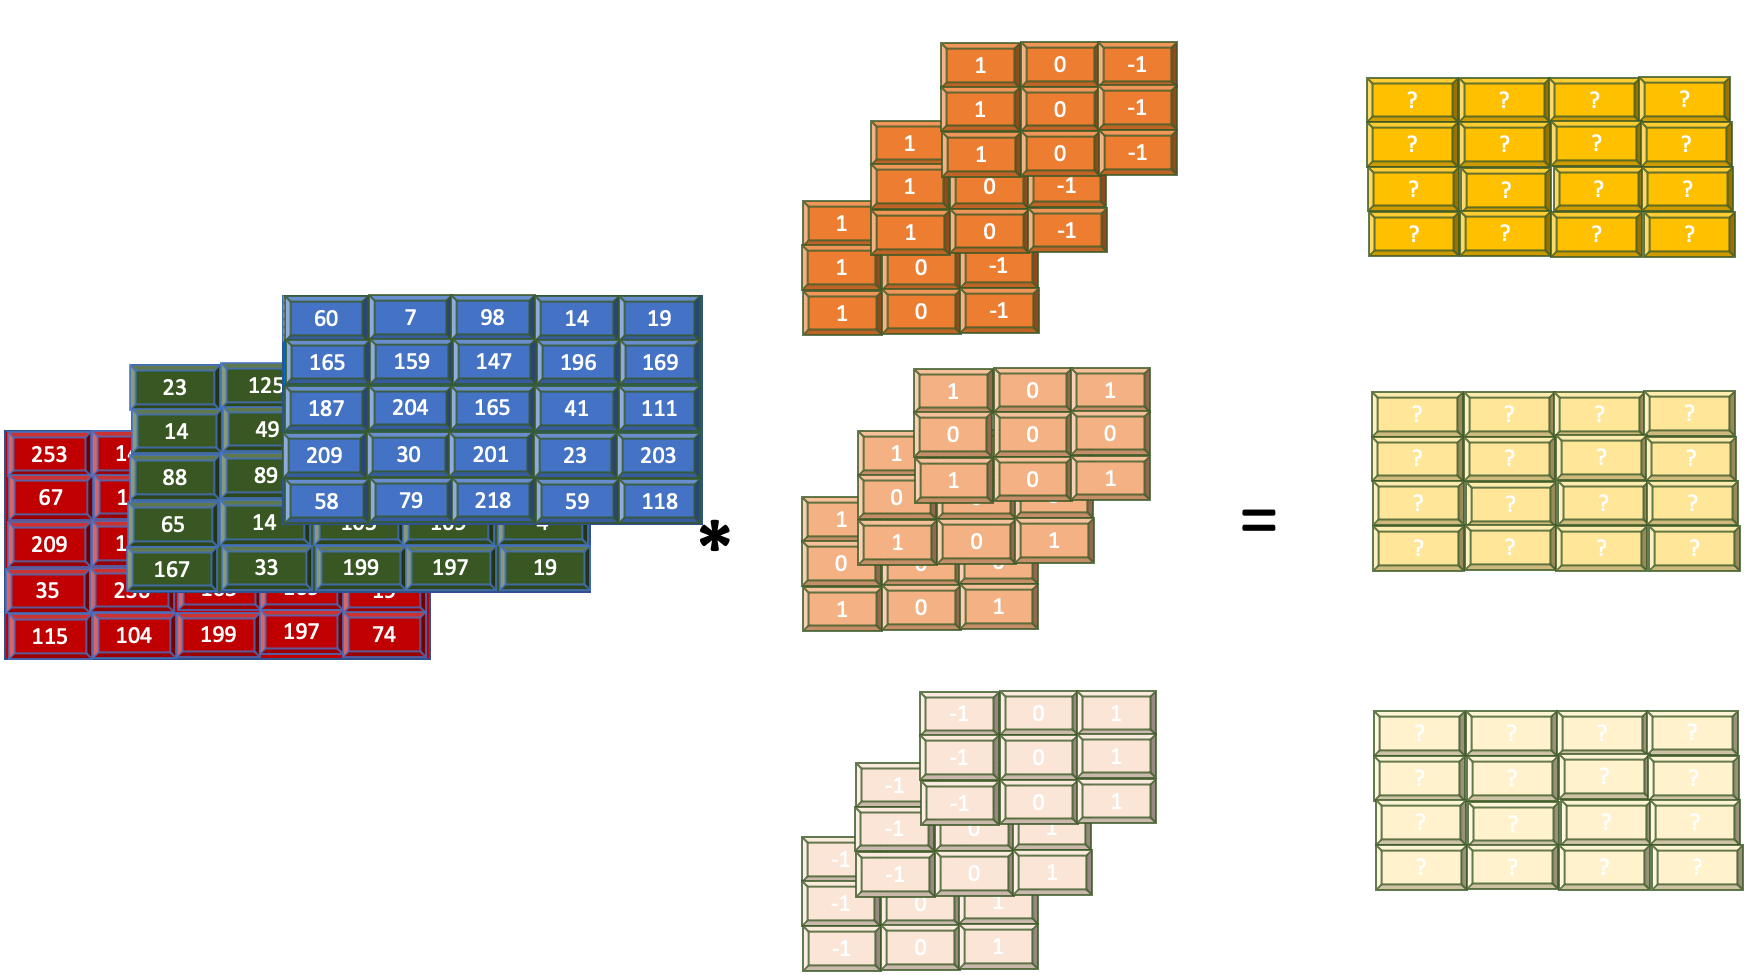 60 7 98 14 19
165 159 147 196 169
187 204 165 41 111
209 30 201 23 203
58 79 218 59 118
23 125
14 49
88 89
65 14
167 33 199 197 19
253
67
209
35
115 104 199 197 74
*
1 0 -1
1 0 -1
1 0 -1
1
1 0 -1
1 0 -1
1
1 0 -1
1 0 -1
1 0 1
0 0 0
1 0 1
1
0
1 0 1
1
0
1 0 1
-1 0 1
-1 0 1
-1 0 1
-1
-1 0 1
-1 0 1
-1
-1 0 1
-1 0 1
=
? ? ? ?
? ? ? ?
? ? ? ?
? ? ? ?
? ? ? ?
? ? ? ?
? ? ? ?
? ? ? ?
? ? ? ?
? ? ? ?
? ? ? ?
? ? ? ?